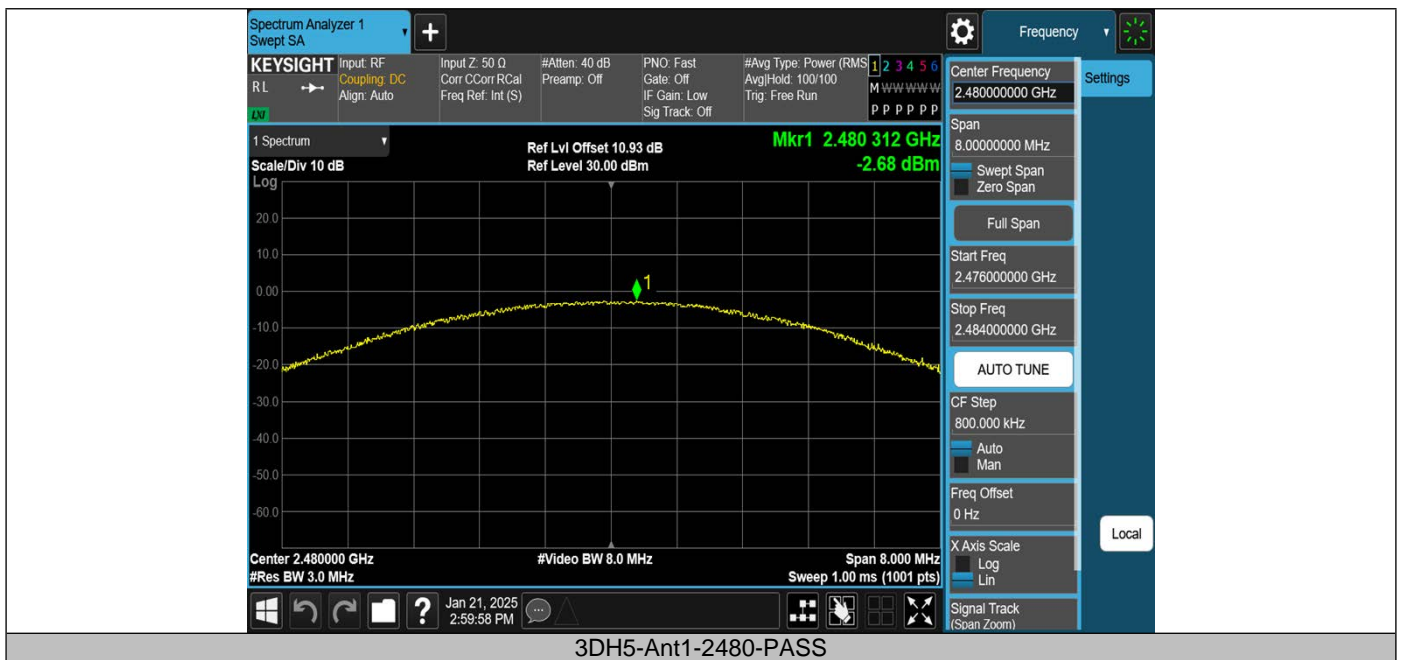 Spectrum Analyzer 1
Swept SA
+
Frequency
KEYSIGHT
R L
LXI
Input: RF
Coupling: DC
Align: Auto
Input Z: 50 Ω
Corr CCorr RCal
Freq Ref: Int (S)
#Atten: 40 dB
Preamp: Off
PNO: Fast
Gate: Off
IF Gain: Low
Sig Track: Off
#Avg Type: Power (RMS
Avg|Hold: 100/100
Trig: Free Run
1 2 3 4 5 6
M W W W W W
P P P P P P
1 Spectrum
Scale/Div 10 dB
Log
Ref Lvl Offset 10.93 dB
Ref Level 30.00 dBm
Mkr1 2.480 312 GHz
-2.68 dBm
20.0
10.0
0.00
-10.0
-20.0
-30.0
-40.0
-50.0
-60.0
1
Center 2.480000 GHz
#Res BW 3.0 MHz
#Video BW 8.0 MHz
Span 8.000 MHz
Sweep 1.00 ms (1001 pts)
Center Frequency
2.480000000 GHz
Settings
Span
8.00000000 MHz
Swept Span
Zero Span
Full Span
Start Freq
2.476000000 GHz
Stop Freq
2.484000000 GHz
AUTO TUNE
CF Step
800.000 kHz
Auto
Man
Freq Offset
0 Hz
X Axis Scale
Log
Lin
Local
Signal Track
(Span Zoom)
?
Jan 21, 2025
2:59:58 PM
3DH5-Ant1-2480-PASS